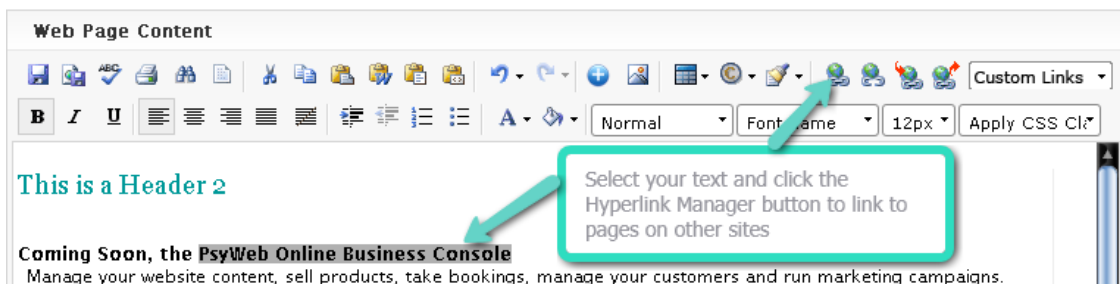 Web Page Content
ABC
Custom Links
B I U A Normal Font Name 12px Apply CSS Cla
This is a Header 2
Select your text and click the
Hyperlink Manager button to link to
pages on other sites
Coming Soon, the PsyWeb Online Business Console
Manage your website content, sell products, take bookings, manage your customers and run marketing campaigns.